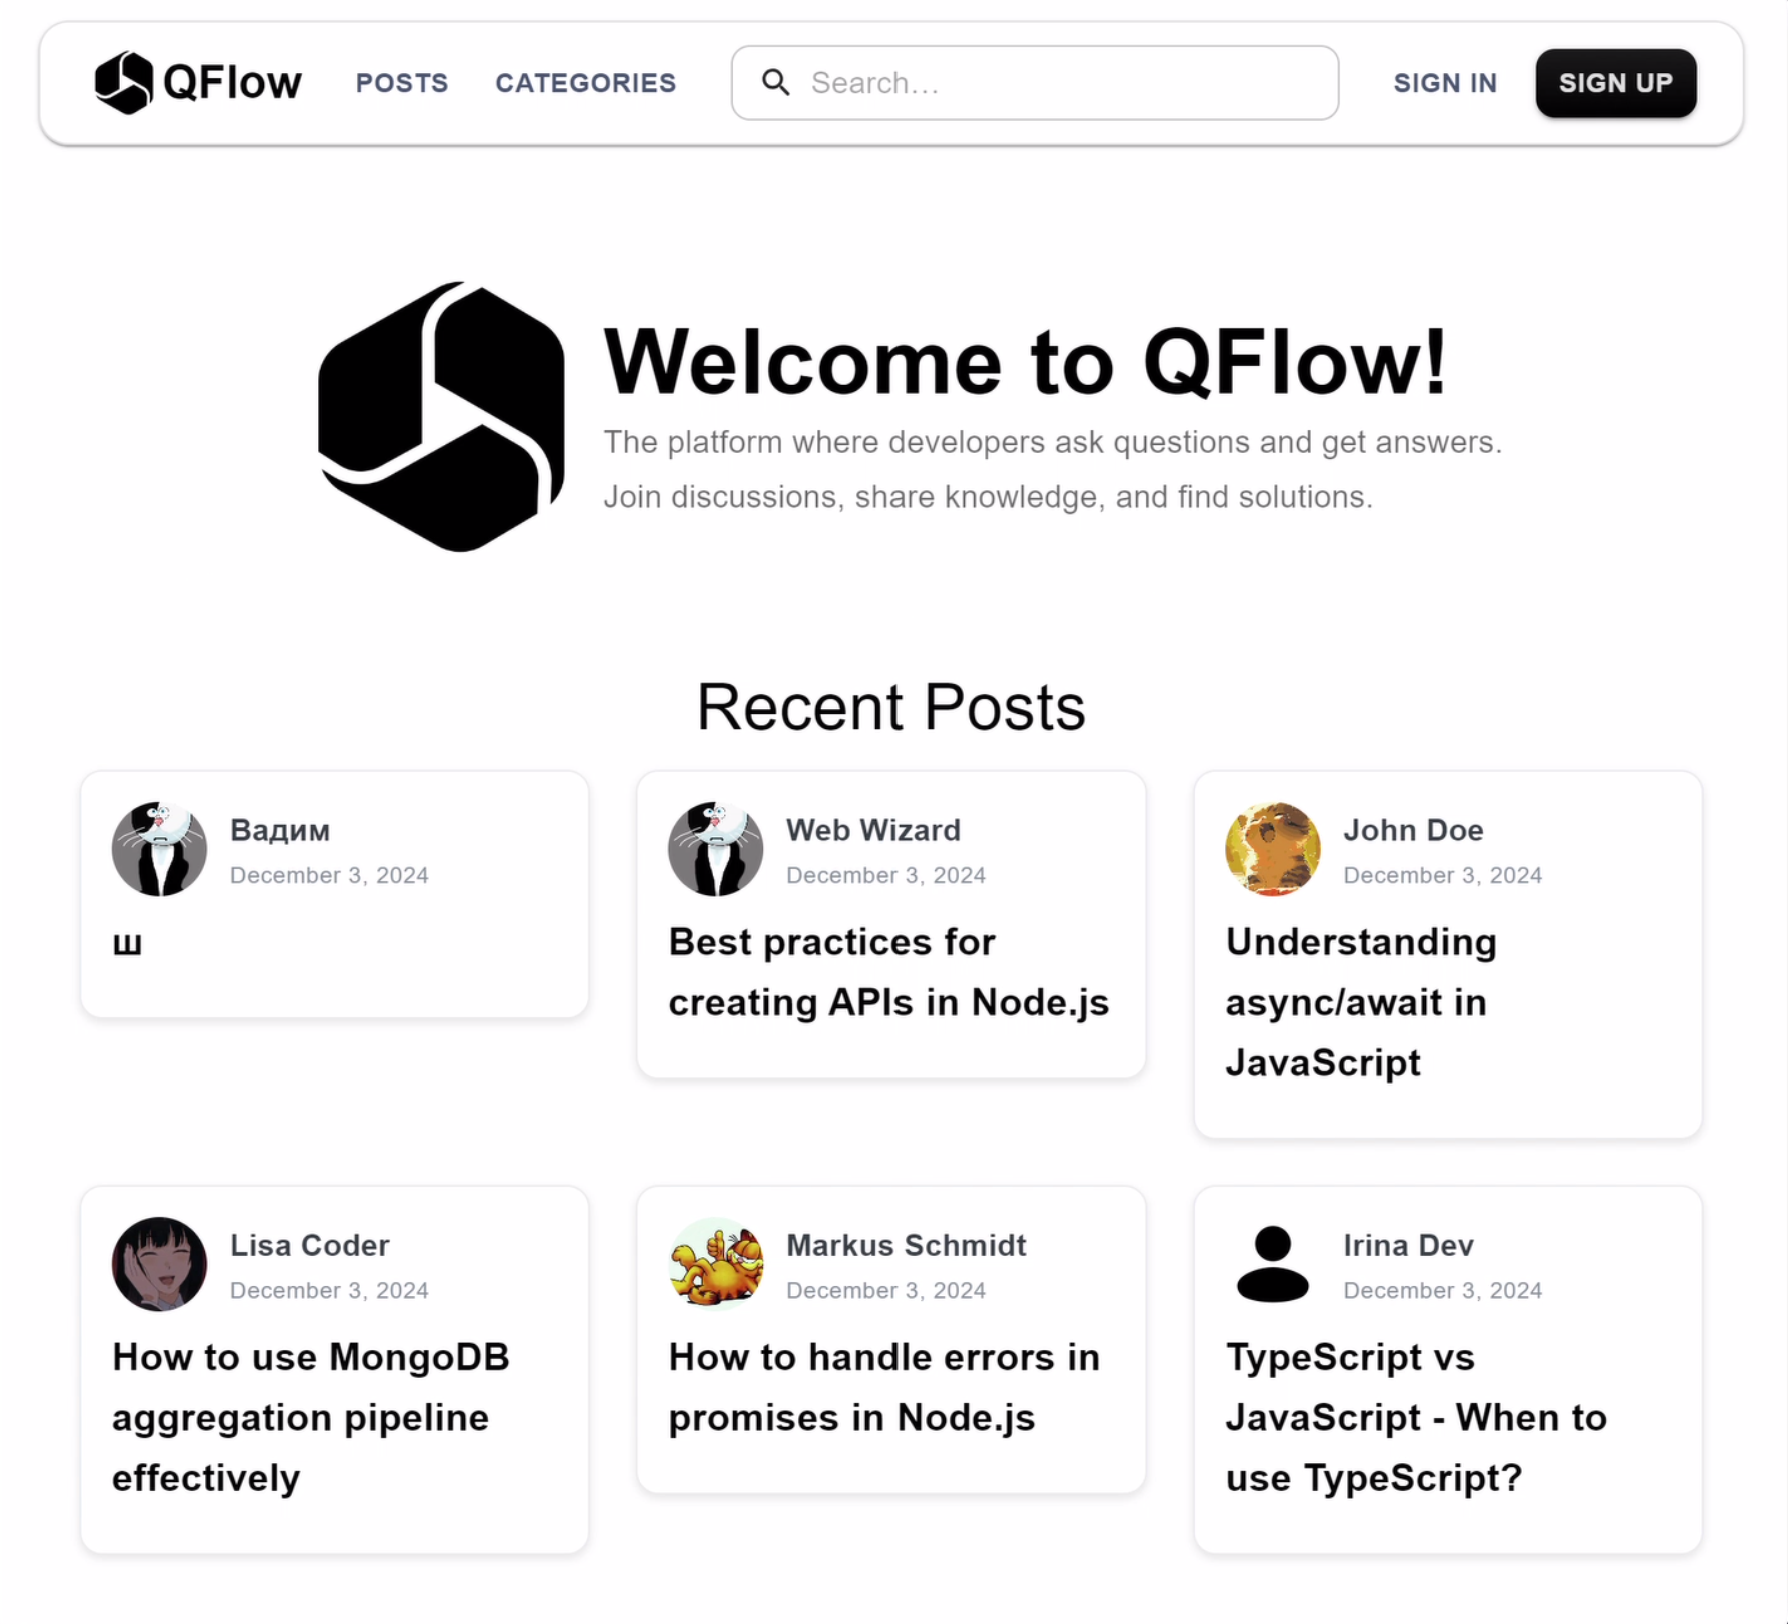 QFlow POSTS CATEGORIES Search... SIGN IN SIGN UP
Welcome to QFlow!
The platform where developers ask questions and get answers.
Join discussions, share knowledge, and find solutions.
Recent Posts
Вадим
December 3, 2024
ш
Web Wizard
December 3, 2024
Best practices for
creating APIs in Node.js
John Doe
December 3, 2024
Understanding
async/await in
JavaScript
Lisa Coder
December 3, 2024
How to use MongoDB
aggregation pipeline
effectively
Markus Schmidt
December 3, 2024
How to handle errors in
promises in Node.js
Irina Dev
December 3, 2024
TypeScript vs
JavaScript - When to
use TypeScript?